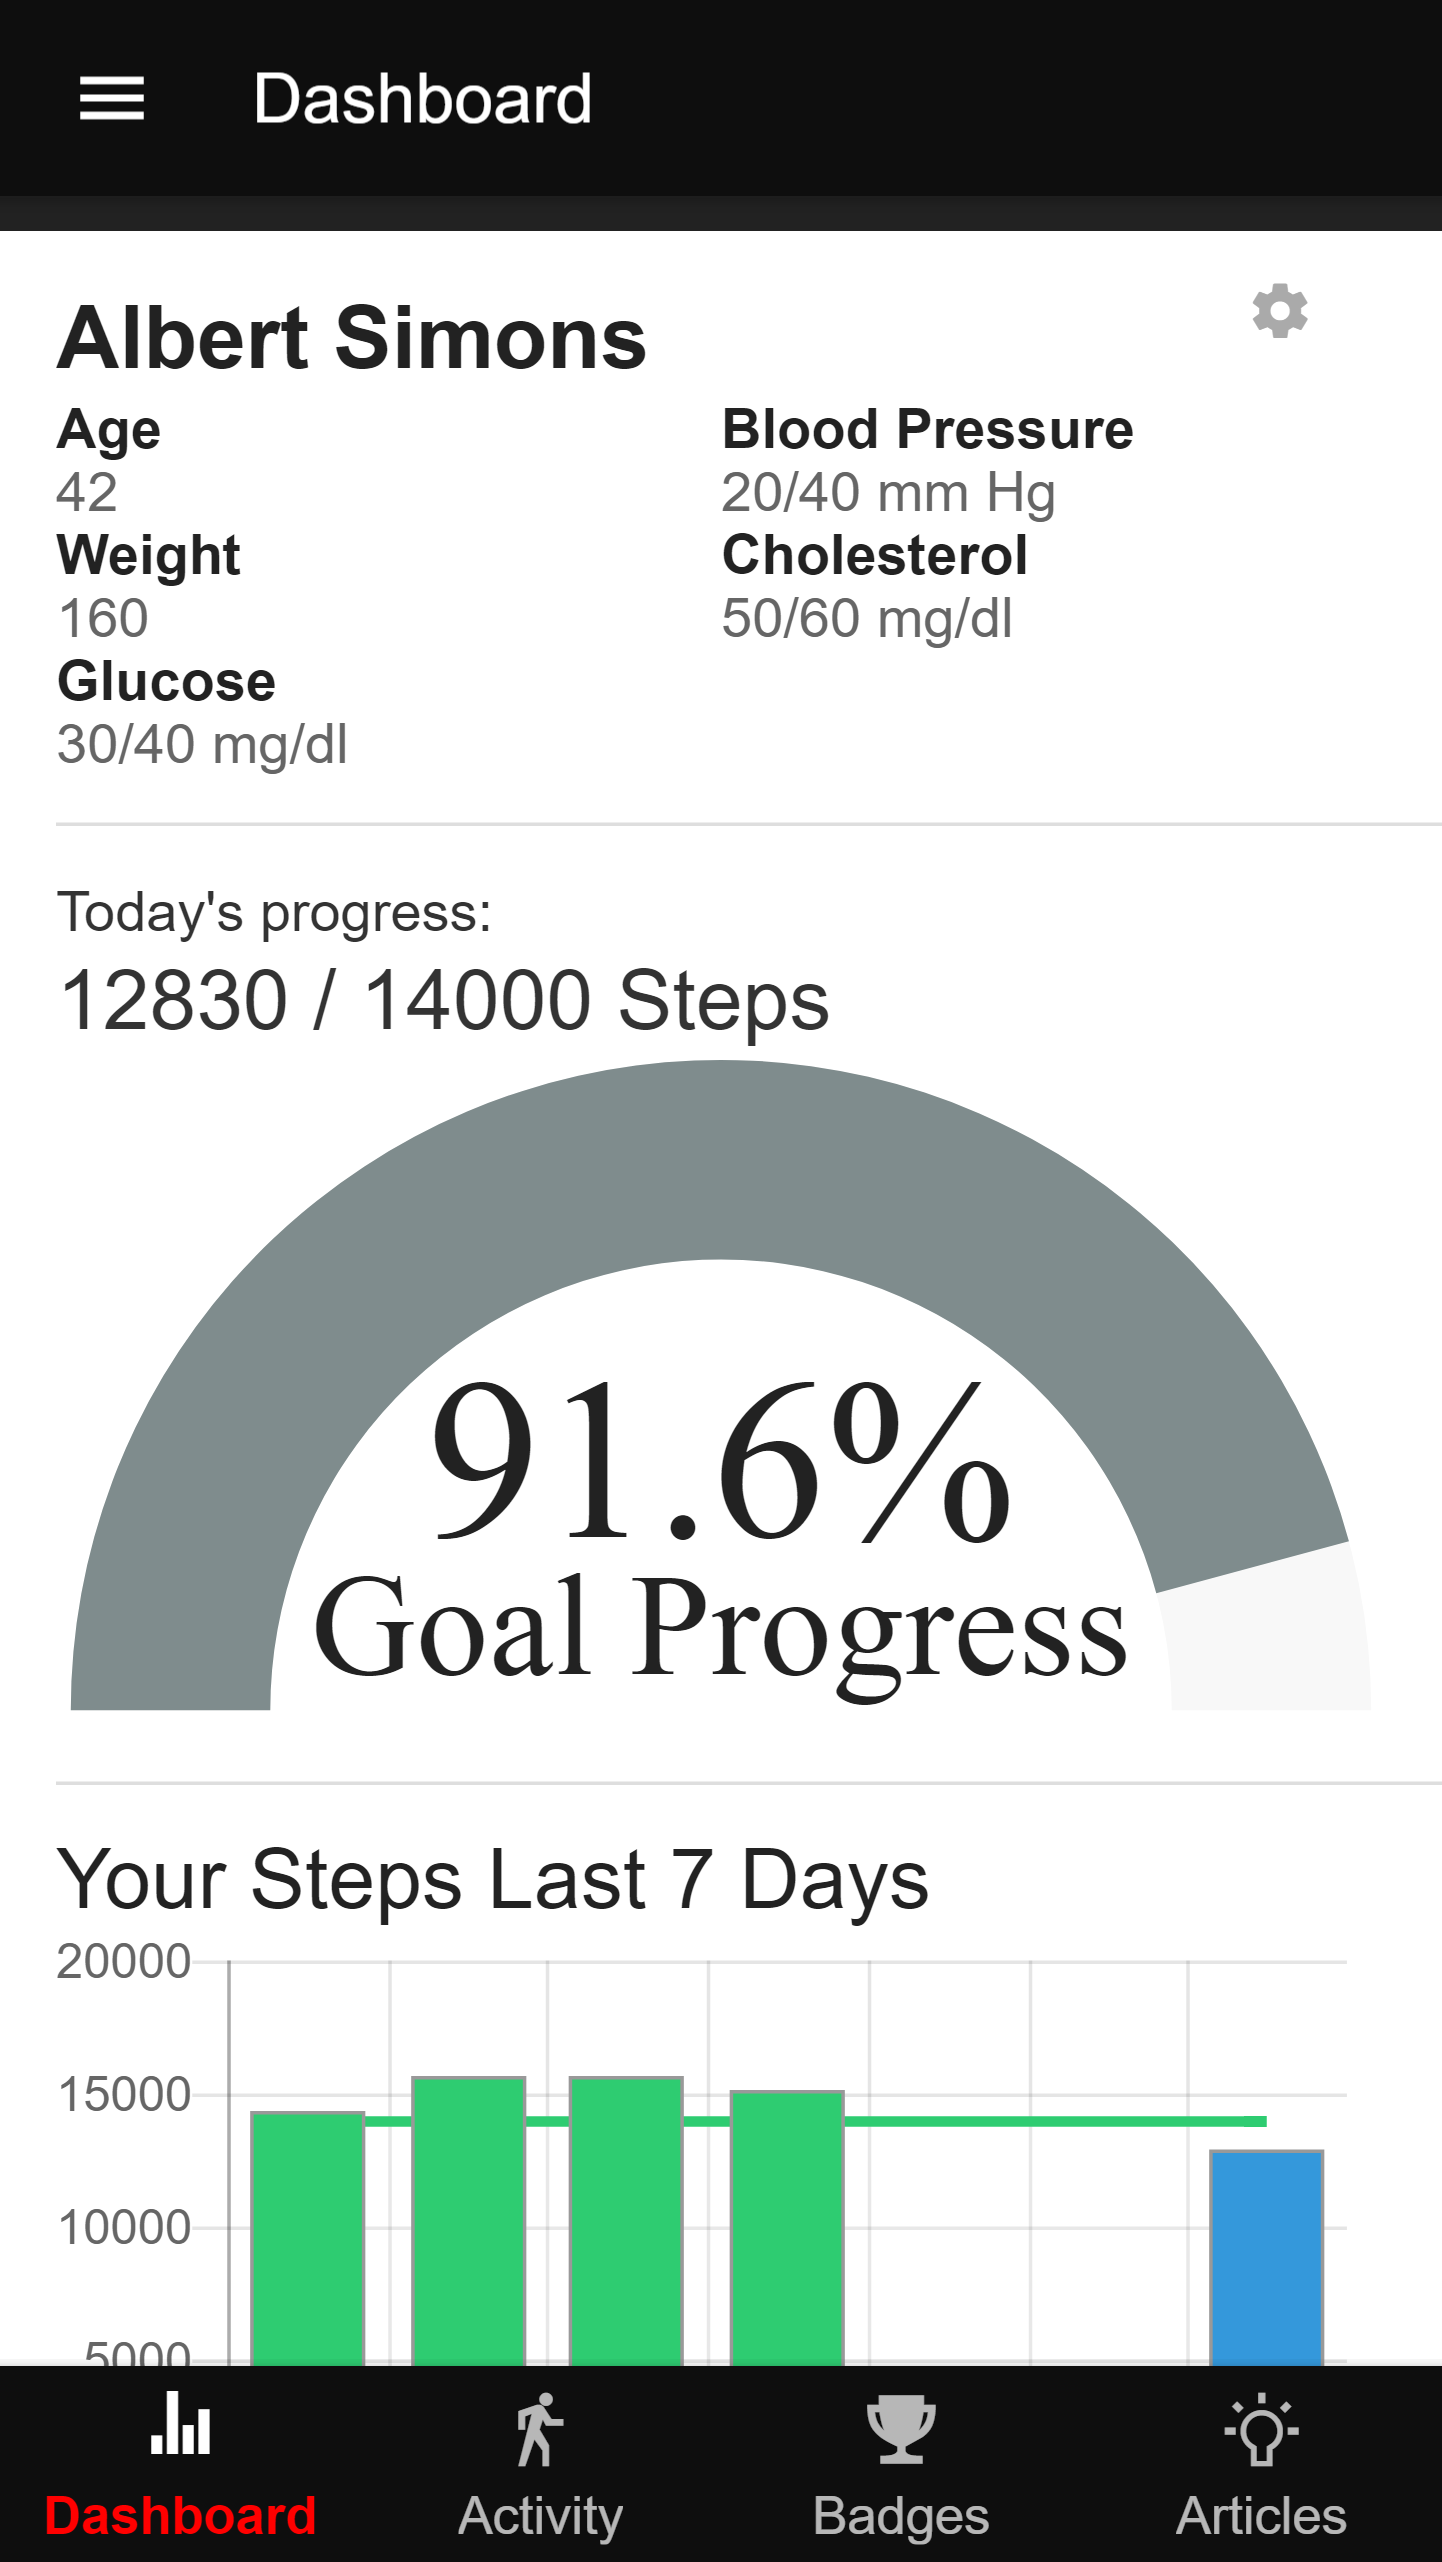 Dashboard
Albert Simons
Age
42
Weight
160
Glucose
30/40 mg/dl
Blood Pressure
20/40 mm Hg
Cholesterol
50/60 mg/dl
Today's progress:
12830 / 14000 Steps
91.6%
Goal Progress
Your Steps Last 7 Days
20000
15000
10000
5000
Dashboard
Activity
Badges
Articles